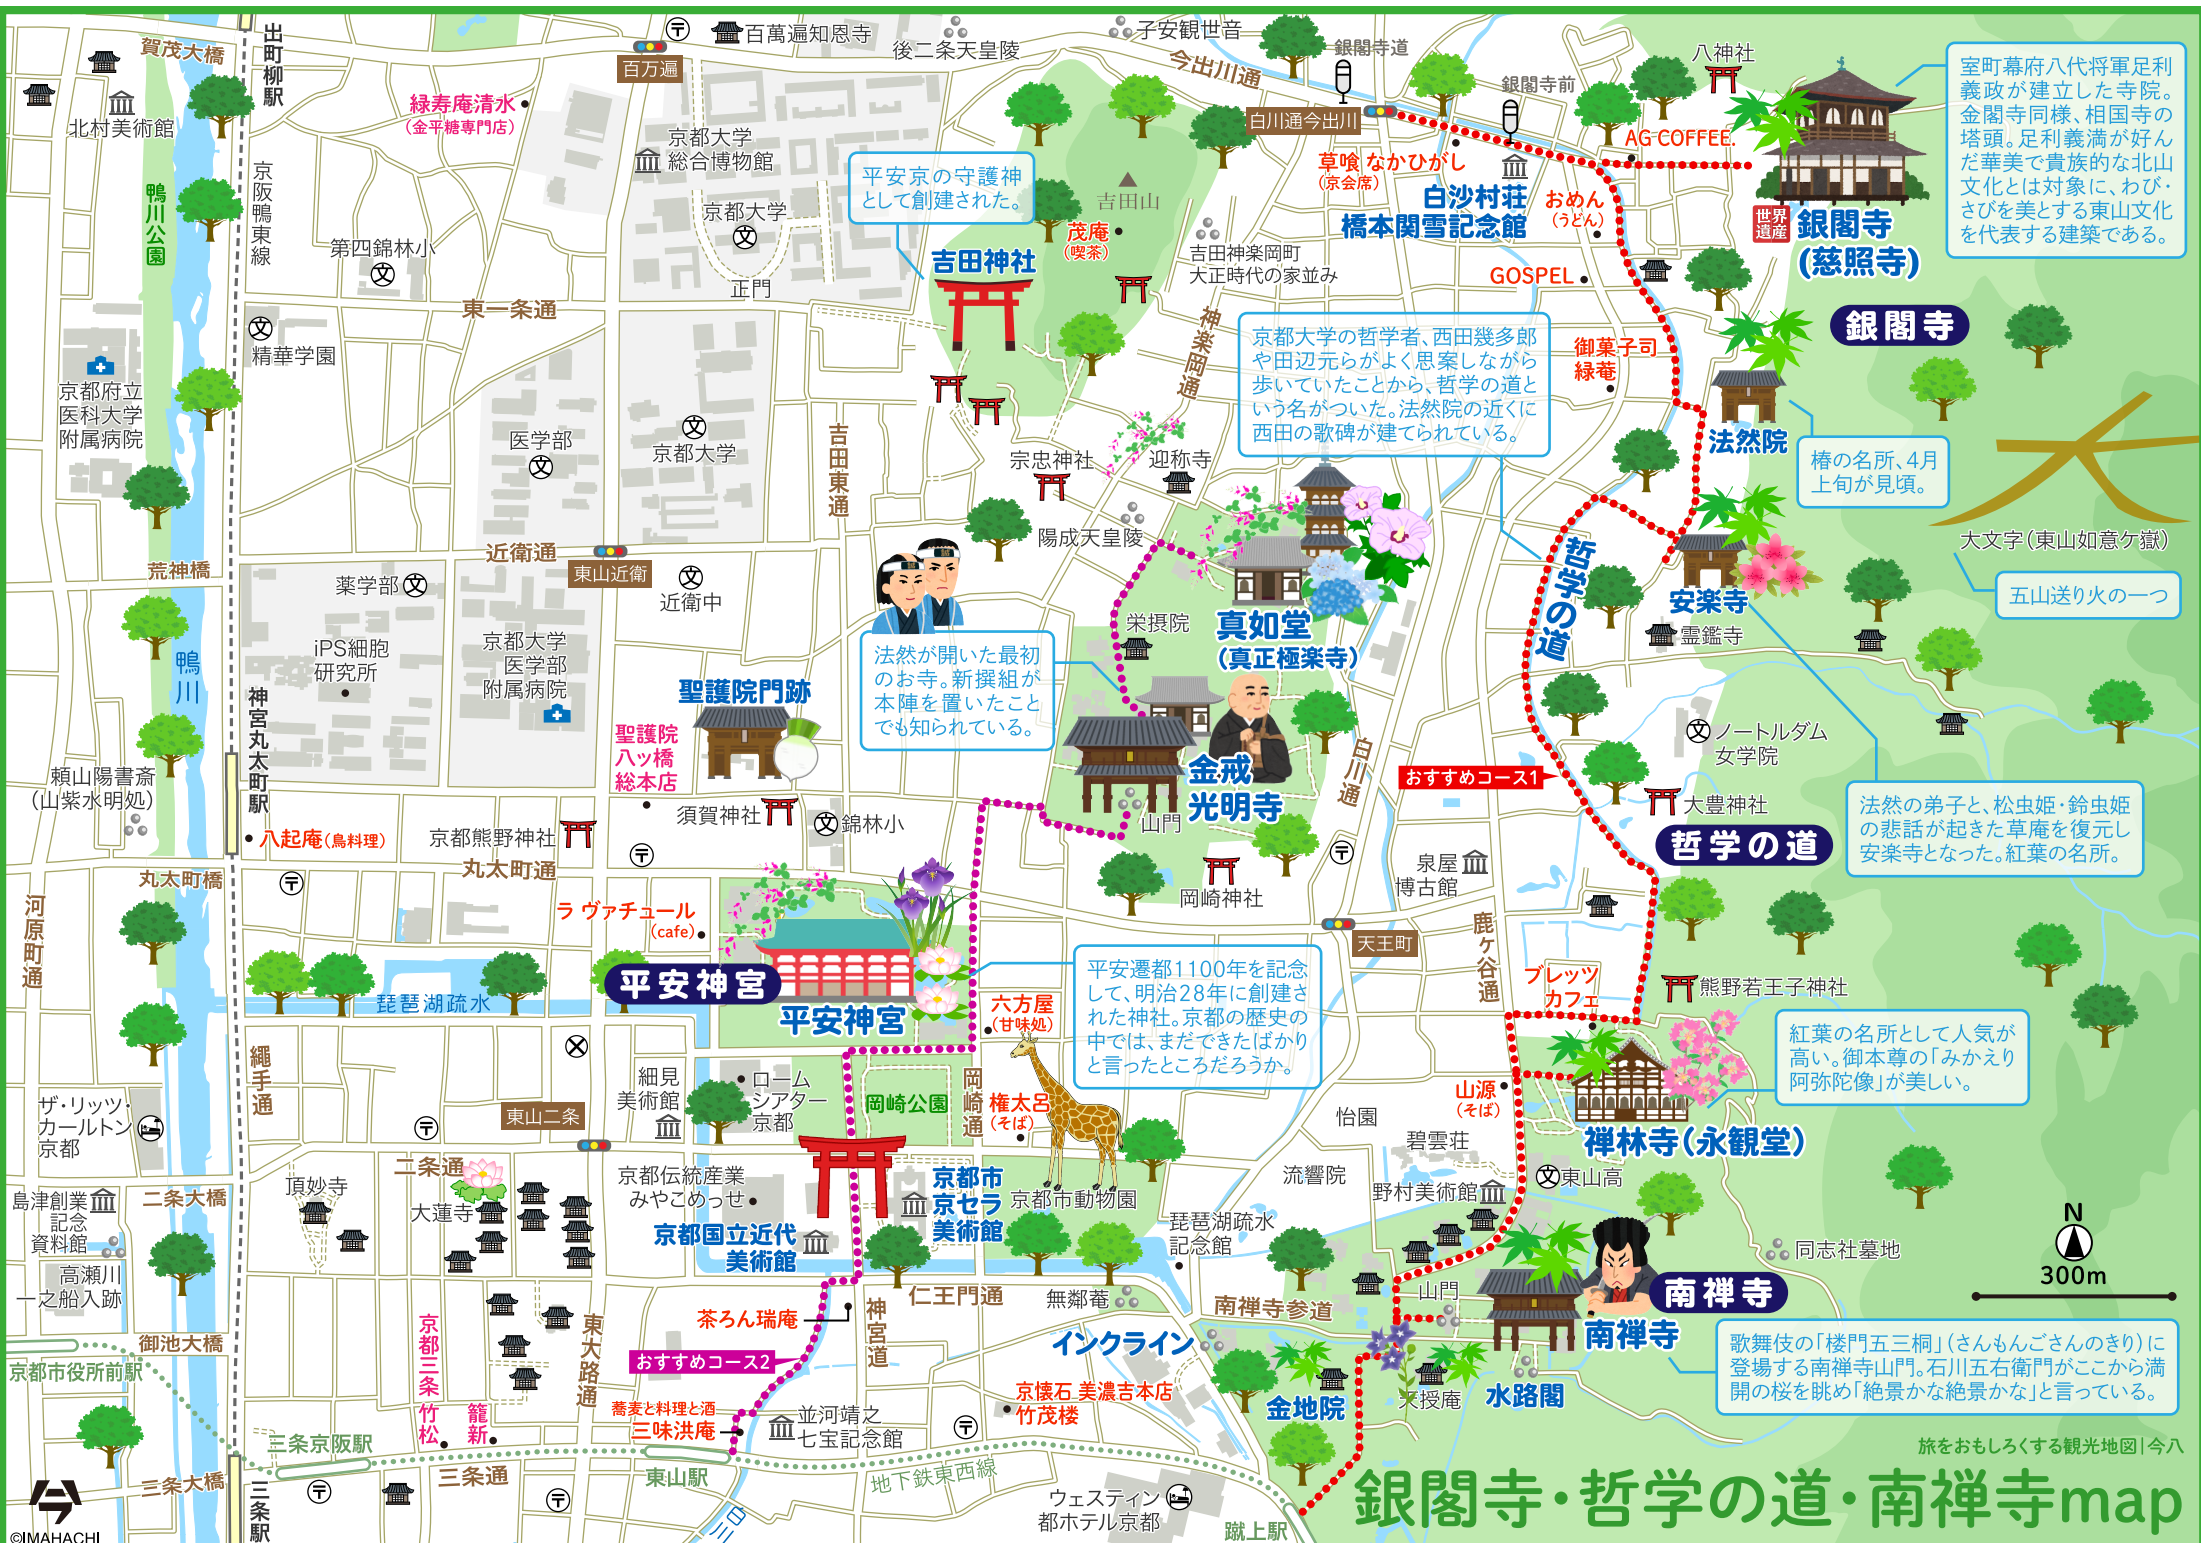 賀茂大橋
出町柳駅
百萬遍知恩寺
後二条天皇陵
子安観世音
今出川通
銀閣寺道
銀閣寺前
八神社
百万遍
白川通今出川
北村美術館
緑寿庵清水
(金平糖専門店)
京都大学
総合博物館
京都大学
正門
平安京の守護神
として創建された。
吉田山
茂庵
(喫茶)
吉田神社
吉田神楽岡町
大正時代の家並み
神楽岡通
草喰 なかひがし
(京会席)
白沙村荘
橋本関雪記念館
おめん
(うどん)
AG COFFEE.
GOSPEL
御菓子司
緑菴
世界
遺産
銀閣寺
(慈照寺)
銀閣寺
室町幕府八代将軍足利
義政が建立した寺院。
金閣寺同様、相国寺の
塔頭。足利義満が好ん
だ華美で貴族的な北山
文化とは対象に、わび・
さびを美とする東山文化
を代表する建築である。
鴨川公園
京阪鴨東線
第四錦林小
東一条通
精華学園
京都府立
医科大学
附属病院
医学部
京都大学
吉田東通
宗忠神社
迎称寺
陽成天皇陵
京都大学の哲学者、西田幾多郎
や田辺元らがよく思案しながら
歩いていたことから、哲学の道と
いう名がついた。法然院の近くに
西田の歌碑が建てられている。
法然院
椿の名所、4月
上旬が見頃。
大文字(東山如意ケ嶽)
五山送り火の一つ
荒神橋
近衛通
東山近衛
近衛中
薬学部
iPS細胞
研究所
京都大学
医学部
附属病院
鴨川
神宮丸太町駅
頼山陽書斎
(山紫水明処)
八起庵(鳥料理)
京都熊野神社
丸太町通
丸太町橋
河原町通
聖護院門跡
聖護院
八ッ橋
総本店
須賀神社
錦林小
法然が開いた最初
のお寺。新撰組が
本陣を置いたこと
でも知られている。
栄摂院
真如堂
(真正極楽寺)
金戒
光明寺
山門
岡崎神社
白川通
哲学の道
安楽寺
霊鑑寺
ノートルダム
女学院
大豊神社
哲学の道
おすすめコース1
法然の弟子と、松虫姫・鈴虫姫
の悲話が起きた草庵を復元し
安楽寺となった。紅葉の名所。
泉屋
博古館
天王町
鹿ケ谷通
ブレッツ
カフェ
熊野若王子神社
紅葉の名所として人気が
高い。御本尊の「みかえり
阿弥陀像」が美しい。
禅林寺(永観堂)
山源
(そば)
ラ ヴァチュール
(cafe)
平安神宮
平安神宮
琵琶湖疏水
六方屋
(甘味処)
平安遷都1100年を記念
して、明治28年に創建さ
れた神社。京都の歴史の
中では、まだできたばかり
と言ったところだろうか。
縄手通
東山二条
細見
美術館
ローム
シアター
京都
岡崎公園
岡崎通
権太呂
(そば)
怡園
碧雲荘
流響院
野村美術館
東山高
ザ・リッツ・
カールトン
京都
島津創業
記念
資料館
二条大橋
高瀬川
一之船入跡
御池大橋
京都市役所前駅
頂妙寺
二条通
大蓮寺
京都伝統産業
みやこめっせ
京都国立近代
美術館
京都市
京セラ
美術館
京都市動物園
琵琶湖疏水
記念館
無鄰菴
仁王門通
神宮道
茶ろん瑞庵
おすすめコース2
東大路通
京都三条
竹松
籠新
蕎麦と料理と酒
三味洪庵
並河靖之
七宝記念館
京懐石 美濃吉本店
竹茂楼
インクライン
南禅寺参道
山門
金地院
天授庵
水路閣
南禅寺
南禅寺
同志社墓地
歌舞伎の「楼門五三桐」(さんもんごさんのきり)に
登場する南禅寺山門。石川五右衛門がここから満
開の桜を眺め「絶景かな絶景かな」と言っている。
N
300m
三条大橋
三条京阪駅
三条駅
三条通
東山駅
地下鉄東西線
白川
ウェスティン
都ホテル京都
蹴上駅
旅をおもしろくする観光地図|今八
銀閣寺・哲学の道・南禅寺map
©IMAHACHI